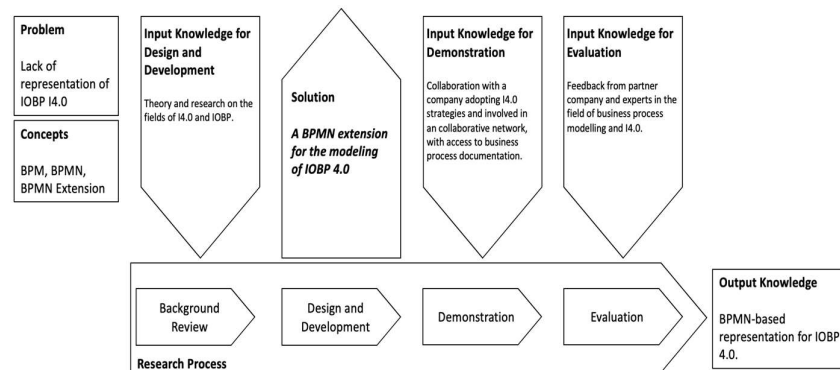 Problem
Lack of
representation of
IOBP I4.0
Concepts
BPM, BPMN,
BPMN Extension
Input Knowledge for
Design and
Development
Theory and research on the
fields of I4.0 and IOBP.
Solution
A BPMN extension
for the modeling
of IOBP 4.0
Input Knowledge for
Demonstration
Collaboration with a
company adopting I4.0
strategies and involved in
an collaborative network,
with access to business
process documentation.
Input Knowledge for
Evaluation
Feedback from partner
company and experts in the
field of business process
modelling and I4.0.
Background
Review
Design and
Development
Demonstration
Evaluation
Research Process
Output Knowledge
BPMN-based
representation for IOBP
4.0.